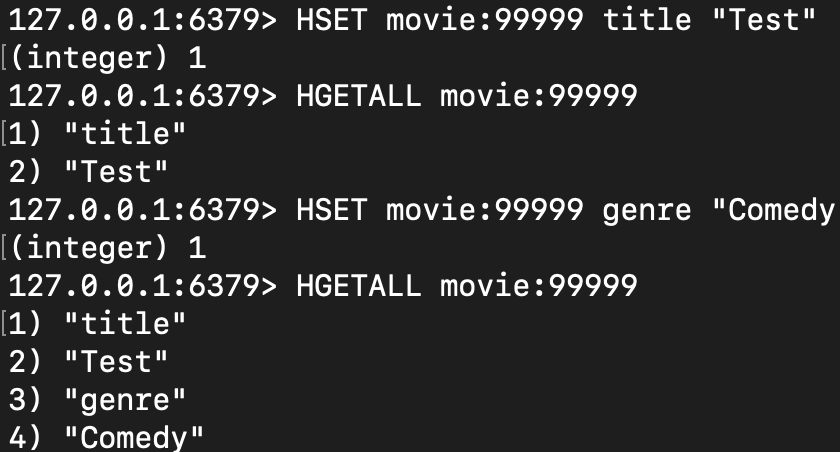 127.0.0.1:6379> HSET movie:99999 title "Test"
[(integer) 1
127.0.0.1:6379> HGETALL movie:99999
[1) "title"
2) "Test"
127.0.0.1:6379> HSET movie:99999 genre "Comedy
[(integer) 1
127.0.0.1:6379> HGETALL movie:99999
[1) "title"
2) "Test"
3) "genre"
4) "Comedy"